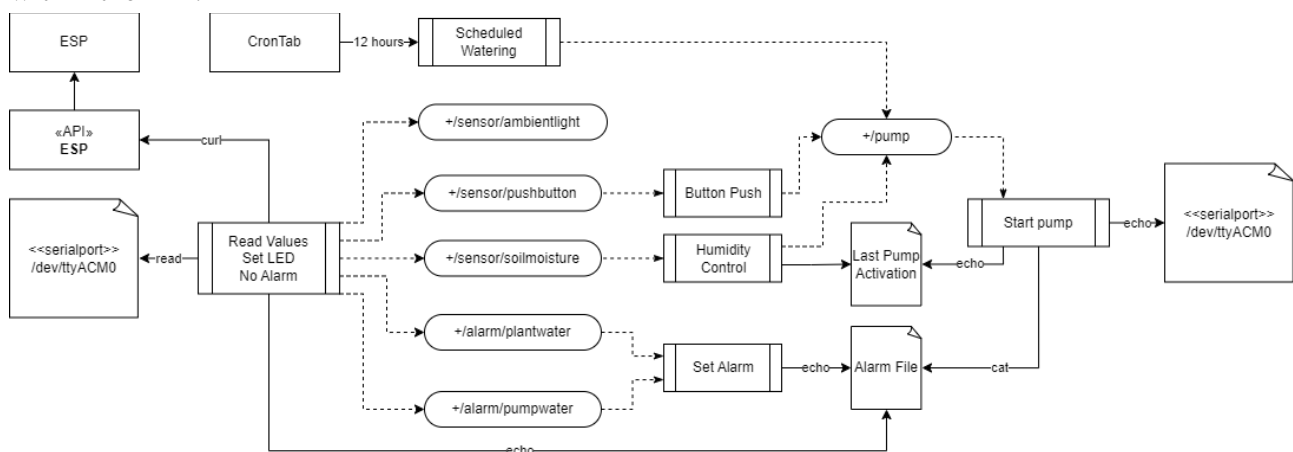 ESP
CronTab
12 hours
Scheduled
Watering
«API»
ESP
curl
+/sensor/ambientlight
+/pump
+/sensor/pushbutton
Button Push
<<serialport>>
/dev/ttyACM0
read
Read Values
Set LED
No Alarm
+/sensor/soilmoisture
Humidity
Control
Last Pump
Activation
echo
Start pump
echo
<<serialport>>
/dev/ttyACM0
+/alarm/plantwater
Set Alarm
echo
Alarm File
cat
+/alarm/pumpwater
echo